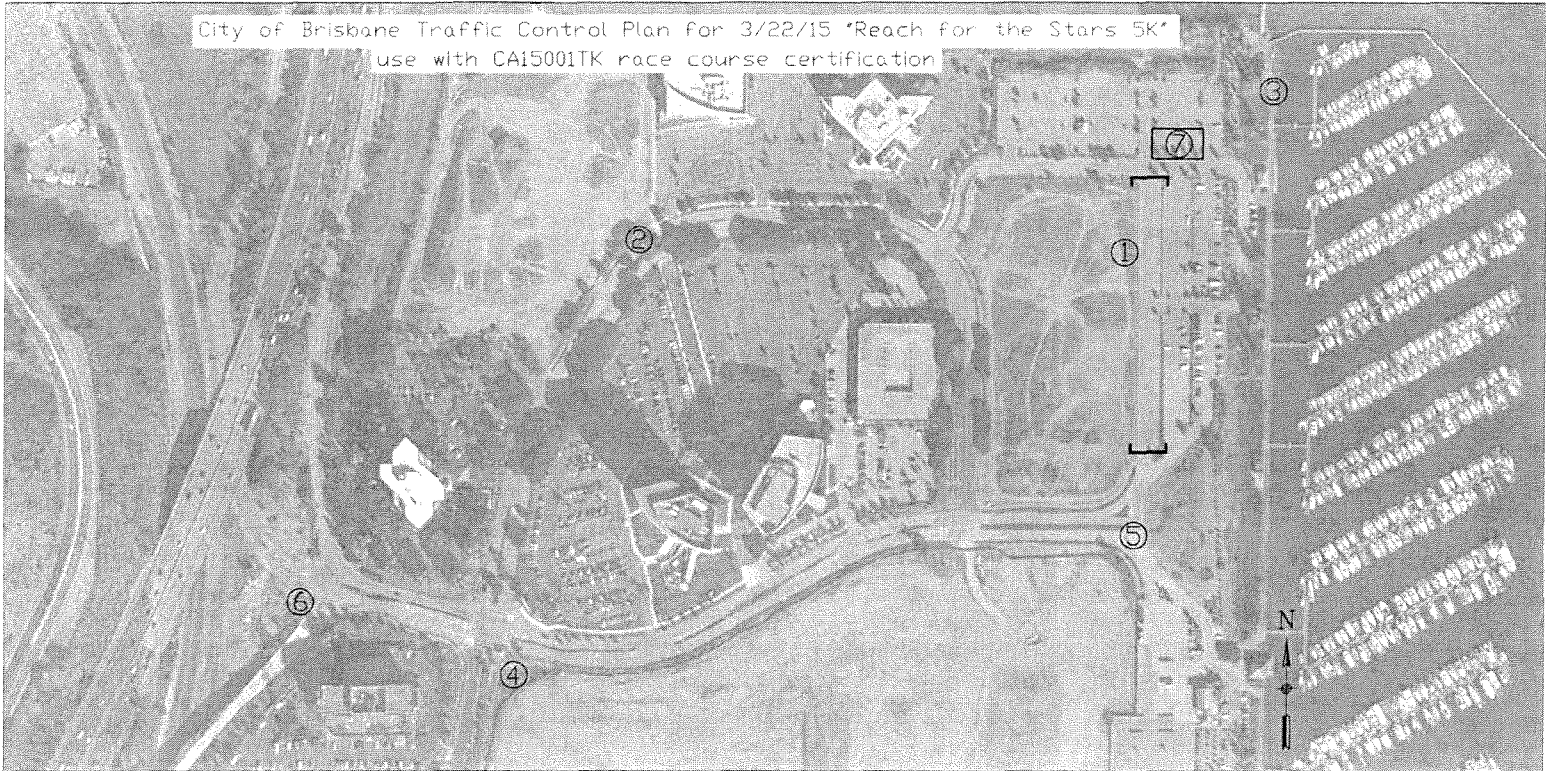 City of Brisbane Traffic Control Plan for 3/22/15 "Reach for the Stars 5K"
use with CA15001TK race course certification
③
⑦
②
①
⑤
⑥
N
④